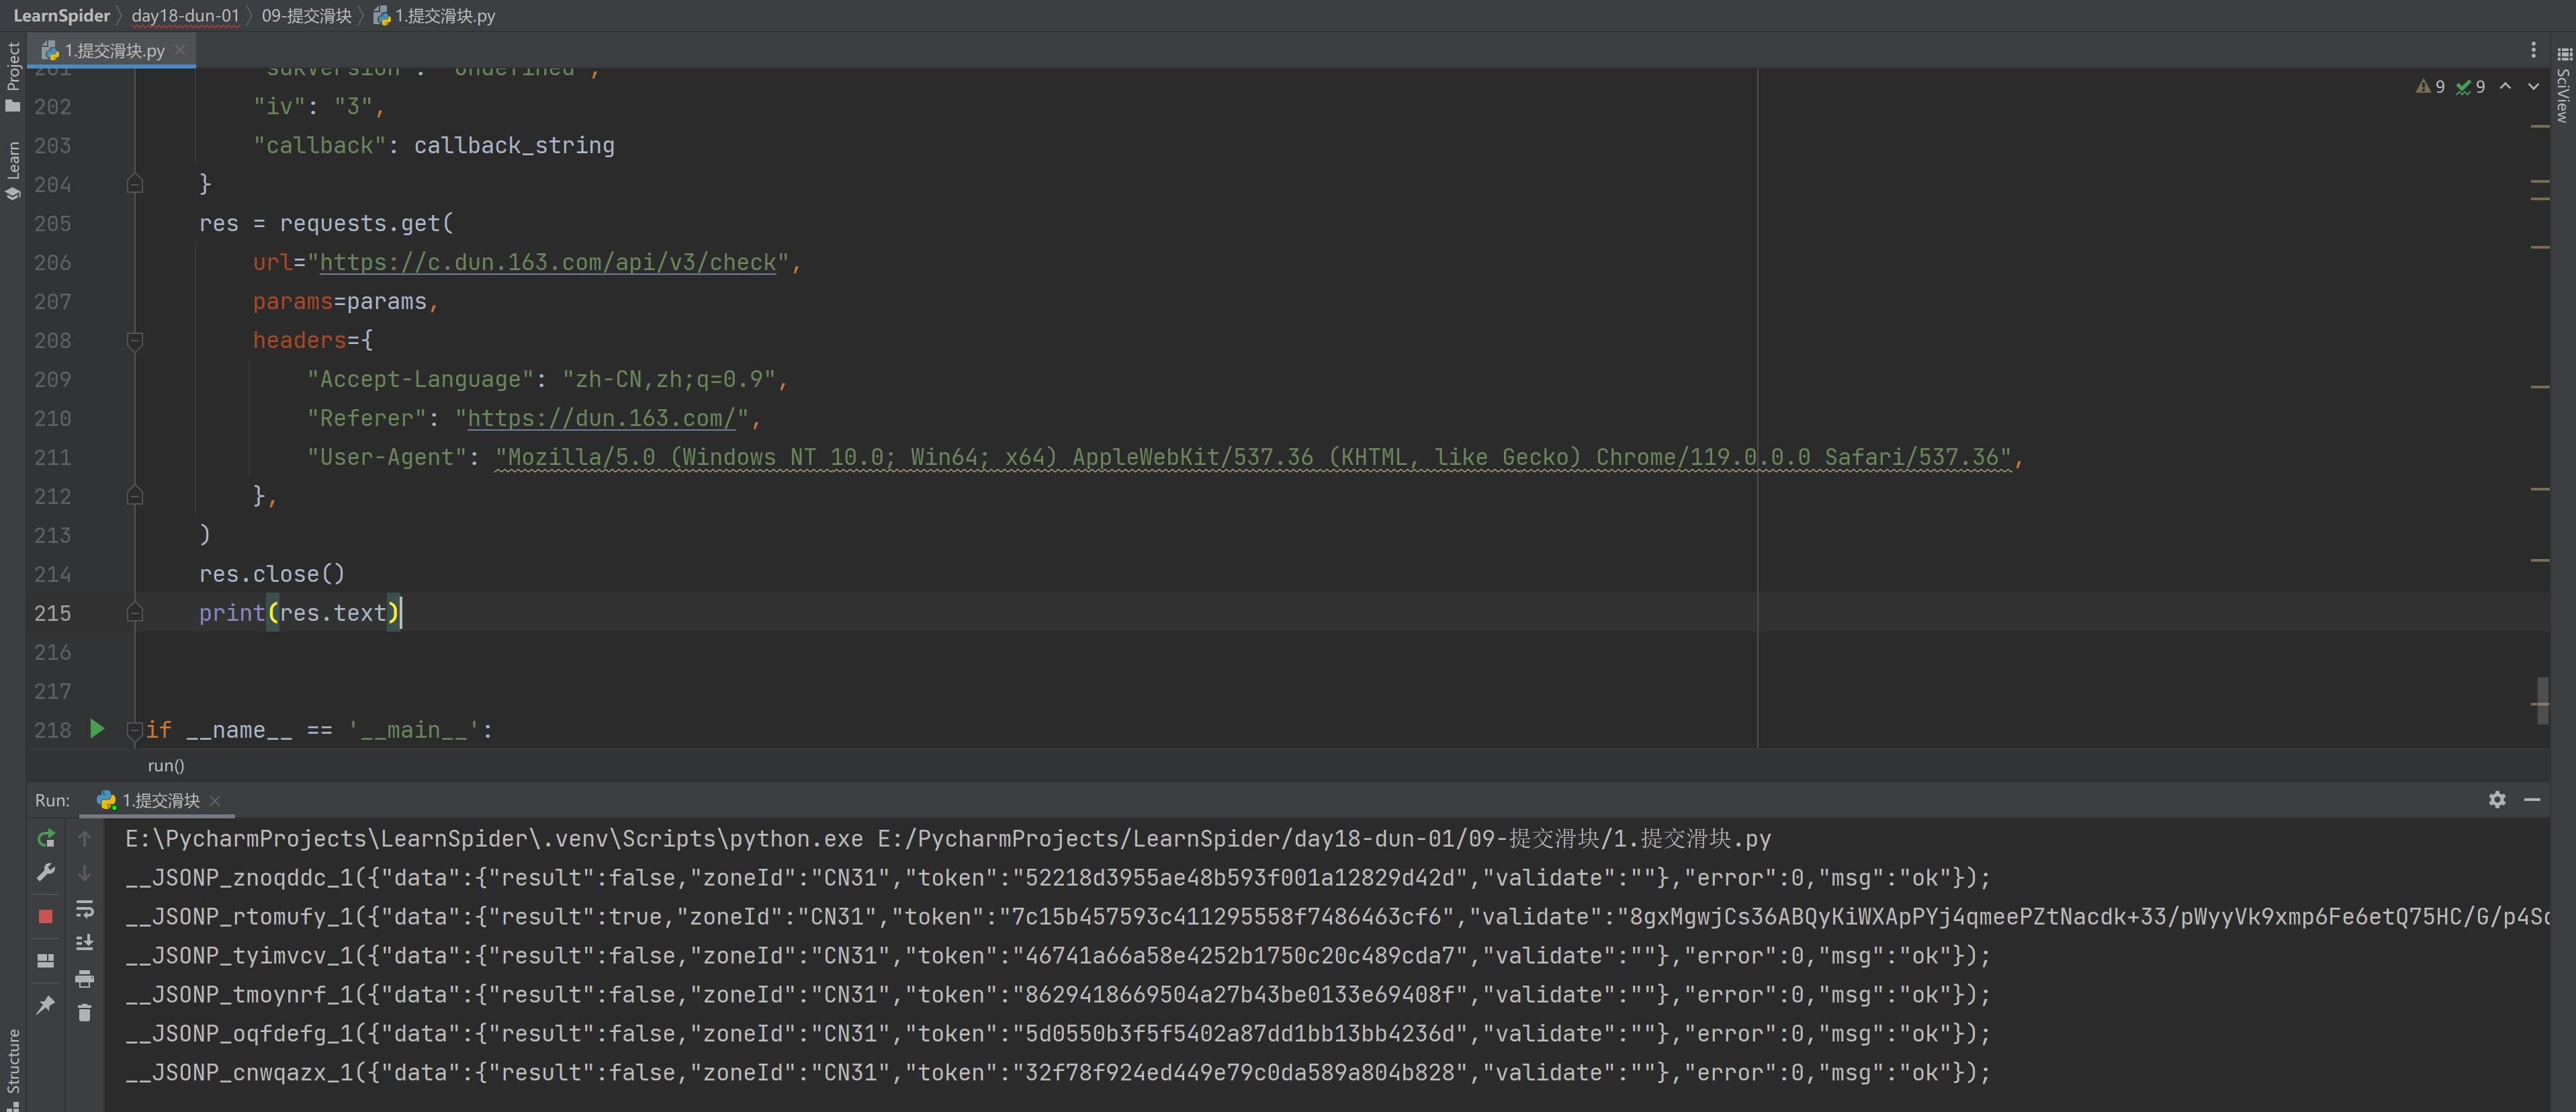 LearnSpider day18-dun-01 09-提交滑块 1.提交滑块.py
Project
Learn
Structure
SciView
1.提交滑块.py
9 9
201 "sdkVersion": "undefined",
202 "iv": "3",
203 "callback": callback_string
204 }
205 res = requests.get(
206 url="https://c.dun.163.com/api/v3/check",
207 params=params,
208 headers={
209 "Accept-Language": "zh-CN,zh;q=0.9",
210 "Referer": "https://dun.163.com/",
211 "User-Agent": "Mozilla/5.0 (Windows NT 10.0; Win64; x64) AppleWebKit/537.36 (KHTML, like Gecko) Chrome/119.0.0.0 Safari/537.36",
212 },
213 )
214 res.close()
215 print(res.text)
216
217
218 if __name__ == '__main__':
run()
Run: 1.提交滑块
E:\PycharmProjects\LearnSpider\.venv\Scripts\python.exe E:/PycharmProjects/LearnSpider/day18-dun-01/09-提交滑块/1.提交滑块.py
__JSONP_znoqddc_1({"data":{"result":false,"zoneId":"CN31","token":"52218d3955ae48b593f001a12829d42d","validate":""},"error":0,"msg":"ok"});
__JSONP_rtomufy_1({"data":{"result":true,"zoneId":"CN31","token":"7c15b457593c411295558f7486463cf6","validate":"8gxMgwjCs36ABQyKiWXApPYj4qmeePZtNacdk+33/pWyyVk9xmp6Fe6etQ75HC/G/p4Sc
__JSONP_tyimvcv_1({"data":{"result":false,"zoneId":"CN31","token":"46741a66a58e4252b1750c20c489cda7","validate":""},"error":0,"msg":"ok"});
__JSONP_tmoynrf_1({"data":{"result":false,"zoneId":"CN31","token":"8629418669504a27b43be0133e69408f","validate":""},"error":0,"msg":"ok"});
__JSONP_oqfdefg_1({"data":{"result":false,"zoneId":"CN31","token":"5d0550b3f5f5402a87dd1bb13bb4236d","validate":""},"error":0,"msg":"ok"});
__JSONP_cnwqazx_1({"data":{"result":false,"zoneId":"CN31","token":"32f78f924ed449e79c0da589a804b828","validate":""},"error":0,"msg":"ok"});